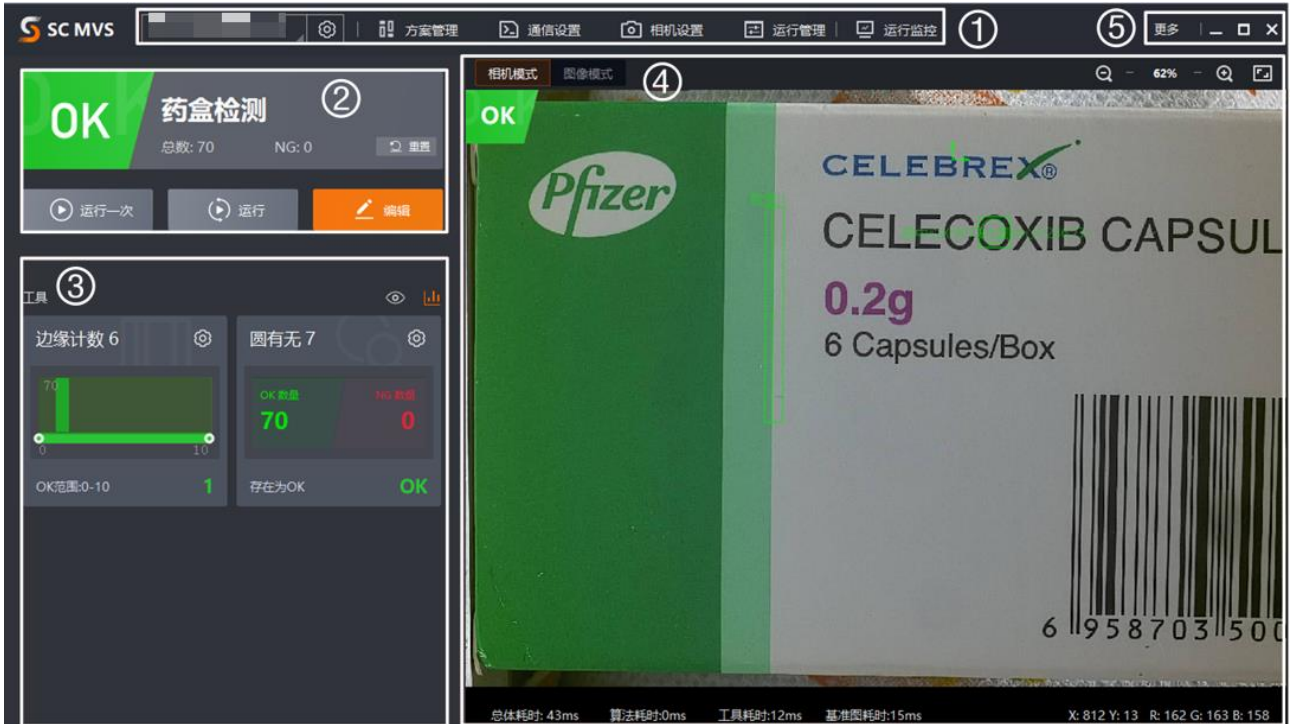 SC MVS
方案管理
通信设置
相机设置
运行管理
运行监控
①
⑤
更多
OK
药盒检测
②
总数: 70
NG: 0
重置
运行一次
运行
编辑
工具
③
边缘计数 6
70
0
10
OK范围:0-10
1
圆有无 7
OK 数量
70
NG 数量
0
存在为OK
OK
相机模式
图像模式
④
62%
OK
Pfizer
CELEBREX®
CELECOXIB CAPSUL
0.2g
6 Capsules/Box
6 958703 500
总体耗时: 43ms
算法耗时:0ms
工具耗时:12ms
基准图耗时:15ms
X: 812 Y: 13 R: 162 G: 163 B: 158